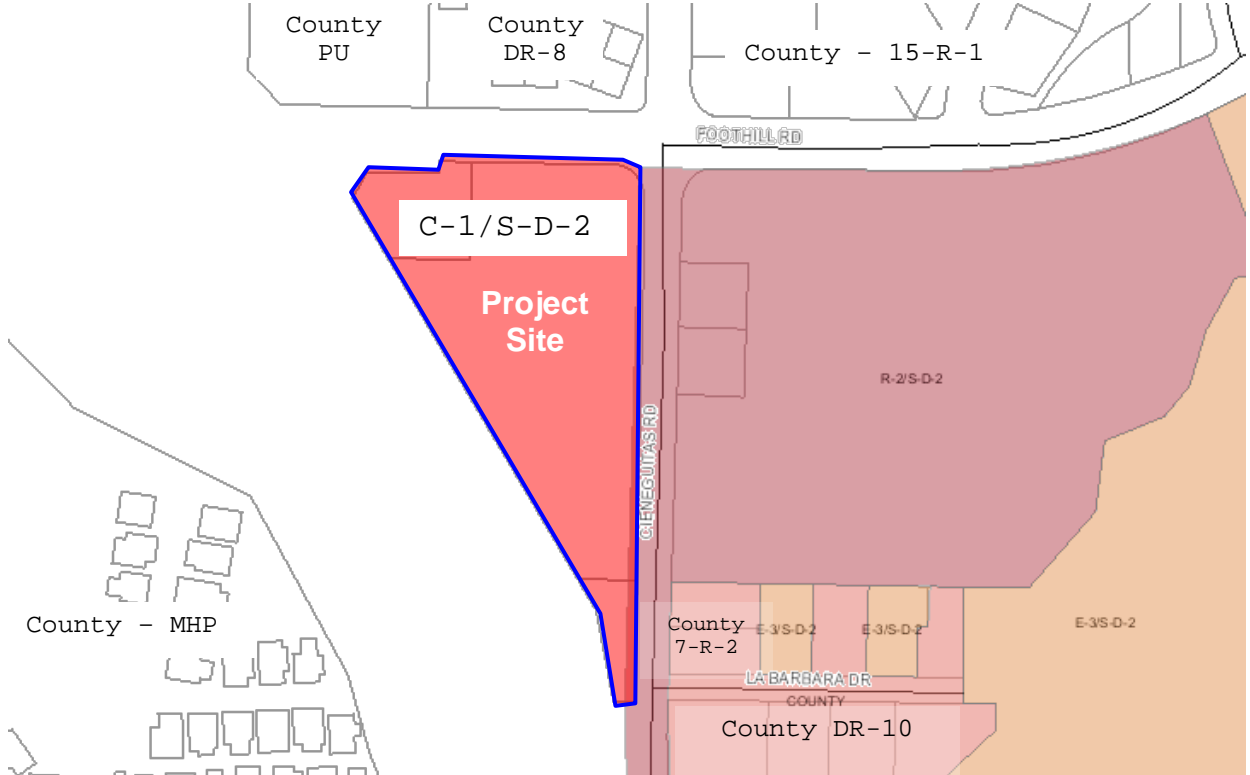 County
PU
County
DR-8
County - 15-R-1
FOOTHILL RD
C-1/S-D-2
Project
Site
R-2/S-D-2
CIENEGUITAS RD
County – MHP
County
7-R-2
E-3/S-D-2
E-3/S-D-2
E-3/S-D-2
LA BARBARA DR
COUNTY
County DR-10